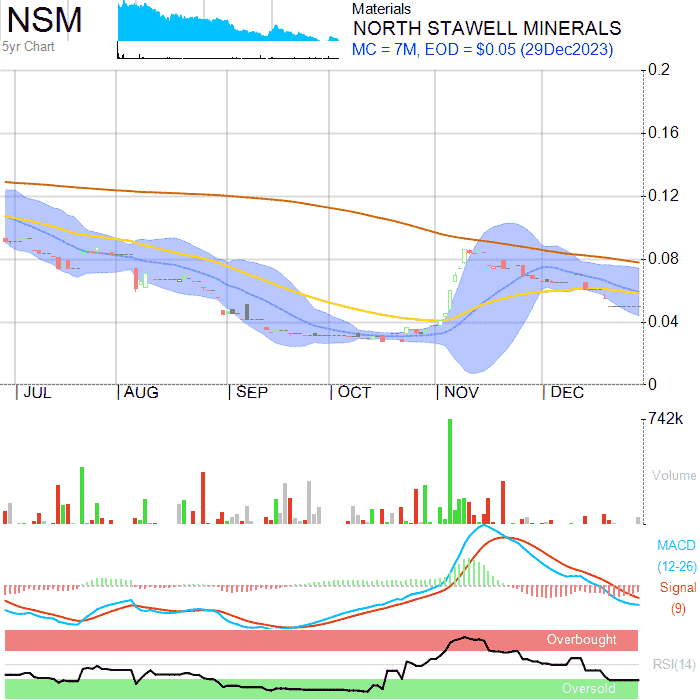 NSM
5yr Chart
Materials
NORTH STAWELL MINERALS
MC = 7M, EOD = $0.05 (29Dec2023)
0.2
0.16
0.12
0.08
0.04
0
JUL AUG SEP OCT NOV DEC
742k
Volume
MACD
(12-26)
Signal
(9)
Overbought
RSI(14)
Oversold